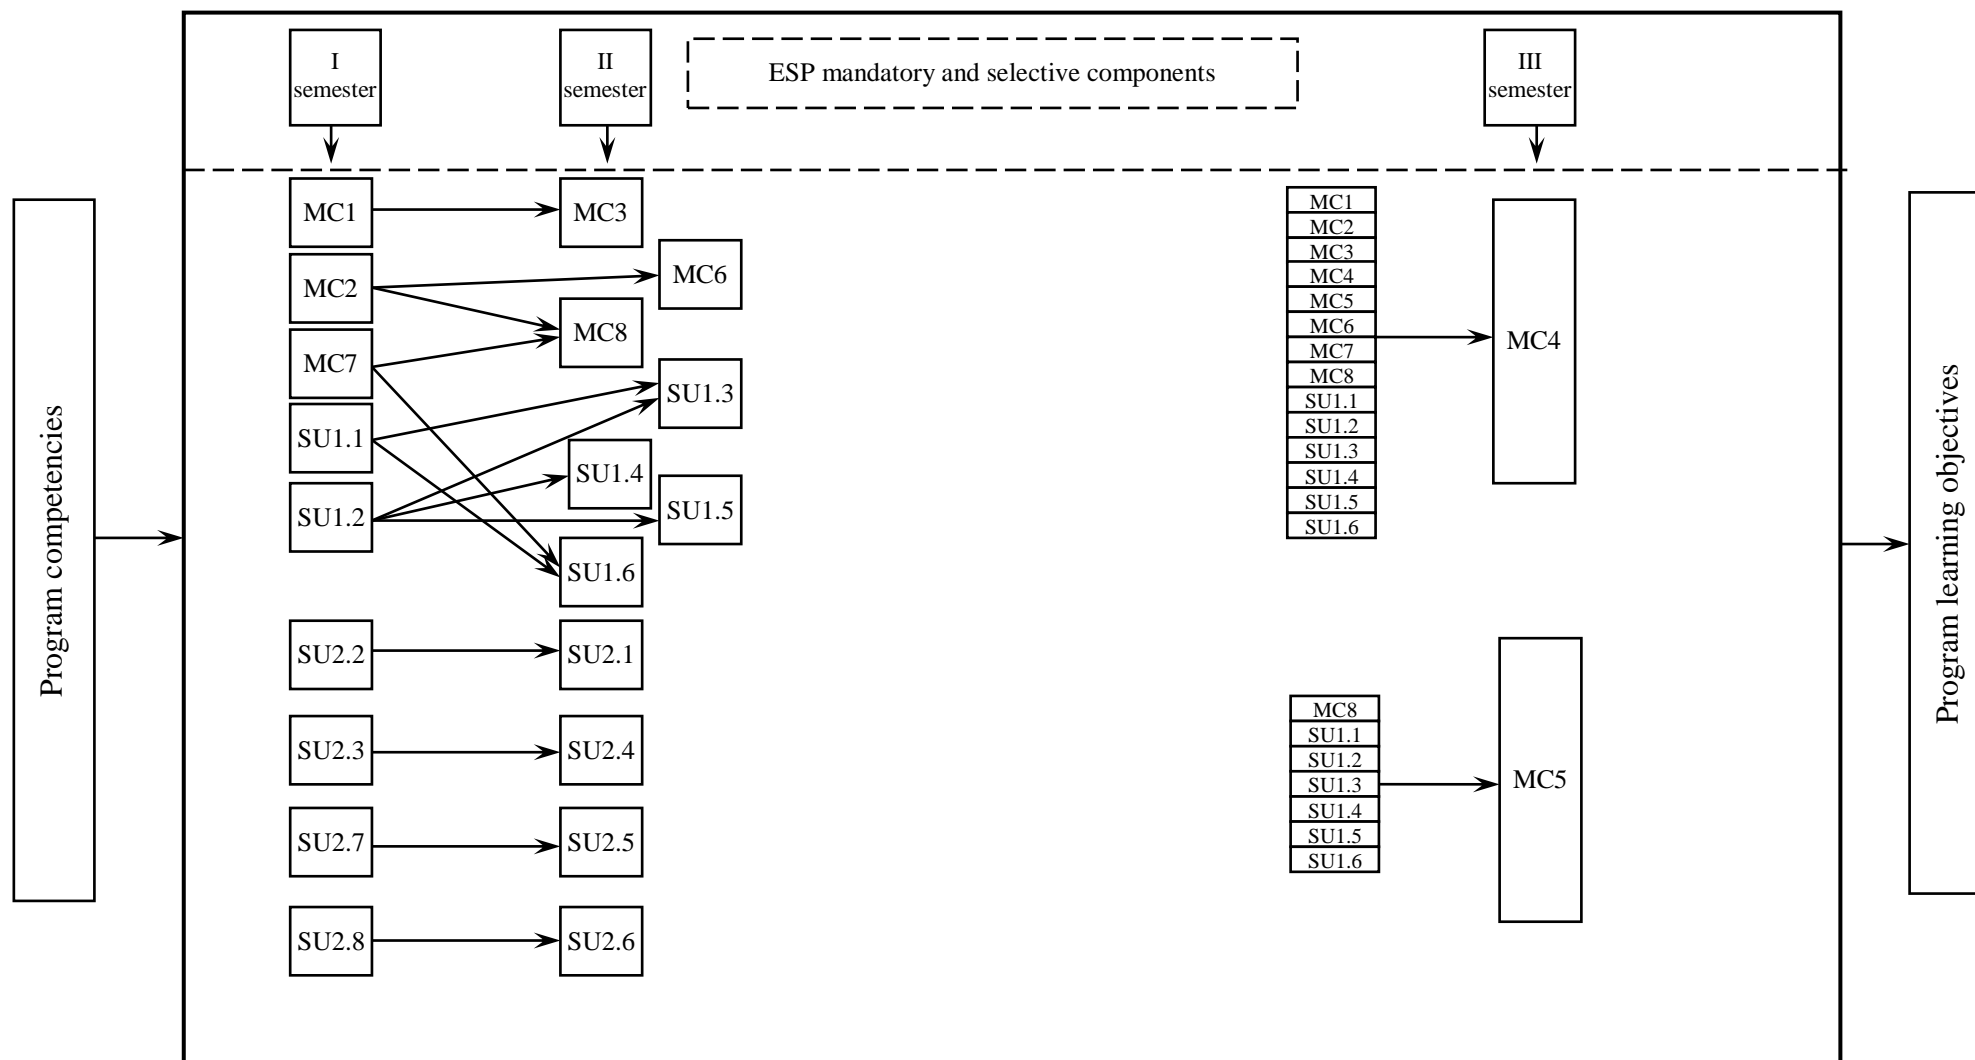 I
semester
II
semester
ESP mandatory and selective components
III
semester
Program competencies
MC1
MC3
MC2
MC6
MC8
MC7
SU1.3
SU1.1
SU1.4
SU1.2
SU1.5
SU1.6
SU2.2
SU2.1
SU2.3
SU2.4
SU2.7
SU2.5
SU2.8
SU2.6
MC1
MC2
MC3
MC4
MC5
MC6
MC7
MC8
SU1.1
SU1.2
SU1.3
SU1.4
SU1.5
SU1.6
MC4
MC8
SU1.1
SU1.2
SU1.3
SU1.4
SU1.5
SU1.6
MC5
Program learning objectives